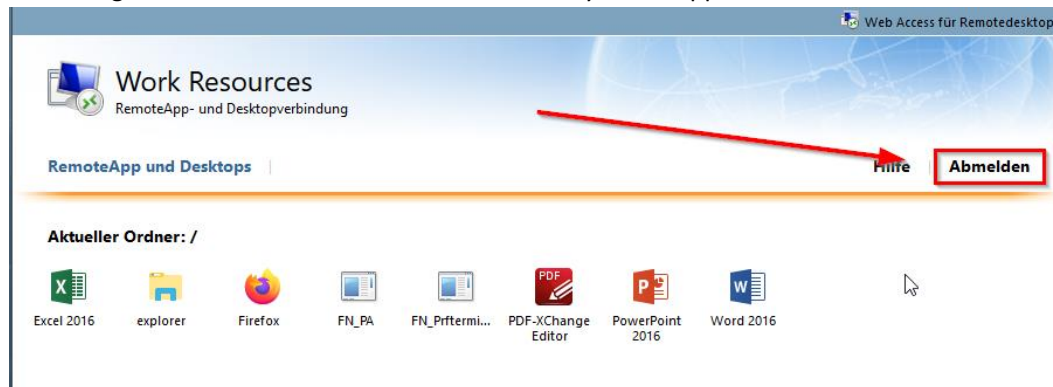 Web Access für Remotedesktop
Work Resources
RemoteApp- und Desktopverbindung
RemoteApp und Desktops
Hilfe
Abmelden
Aktueller Ordner: /
Excel 2016
explorer
Firefox
FN_PA
FN_Prftermi...
PDF-XChange
Editor
PowerPoint
2016
Word 2016